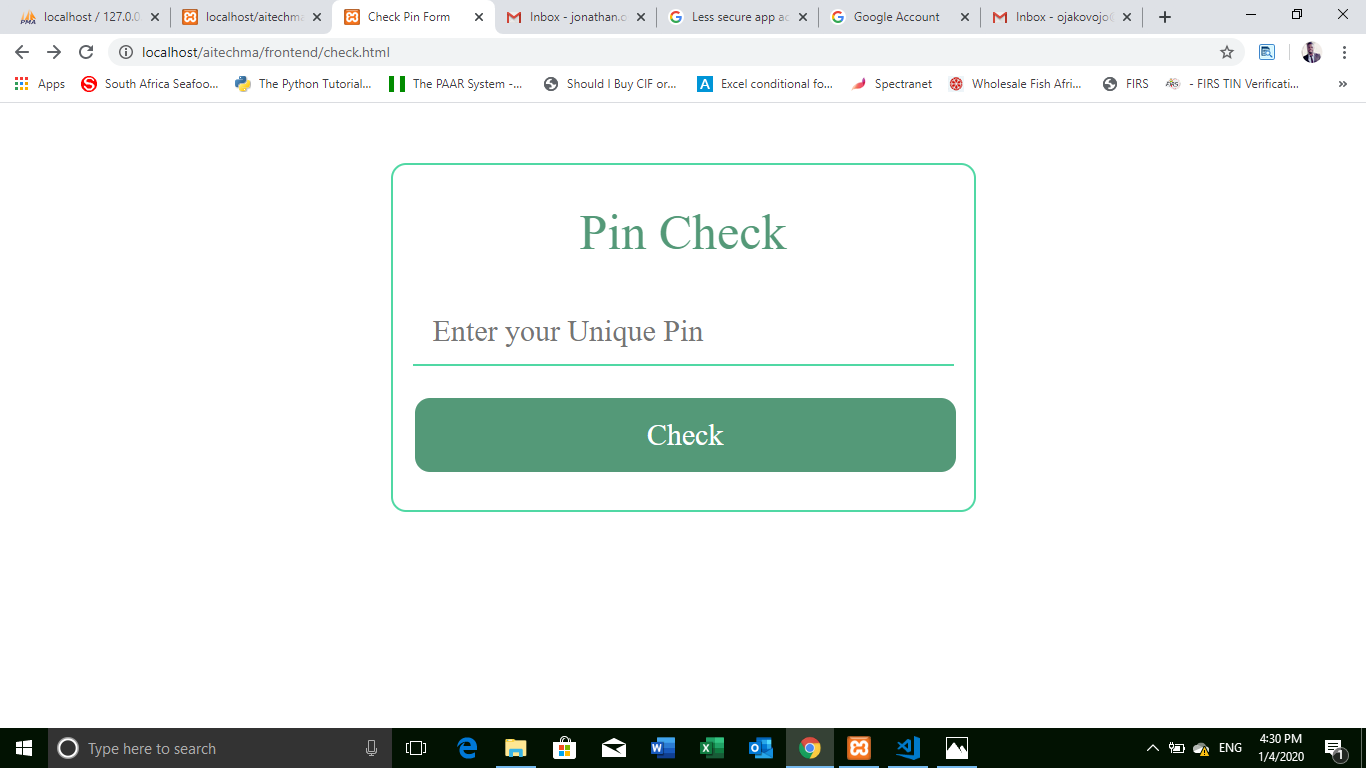 localhost / 127.0.0
localhost/aitechma
Check Pin Form
Inbox - jonathan.o
Less secure app ac
Google Account
Inbox - ojakovojo
localhost/aitechma/frontend/check.html
Apps
South Africa Seafoo...
The Python Tutorial...
The PAAR System -...
Should I Buy CIF or...
Excel conditional fo...
Spectranet
Wholesale Fish Afri...
FIRS
- FIRS TIN Verificati...
Pin Check
Enter your Unique Pin
Check
Type here to search
ENG
4:30 PM
1/4/2020
1